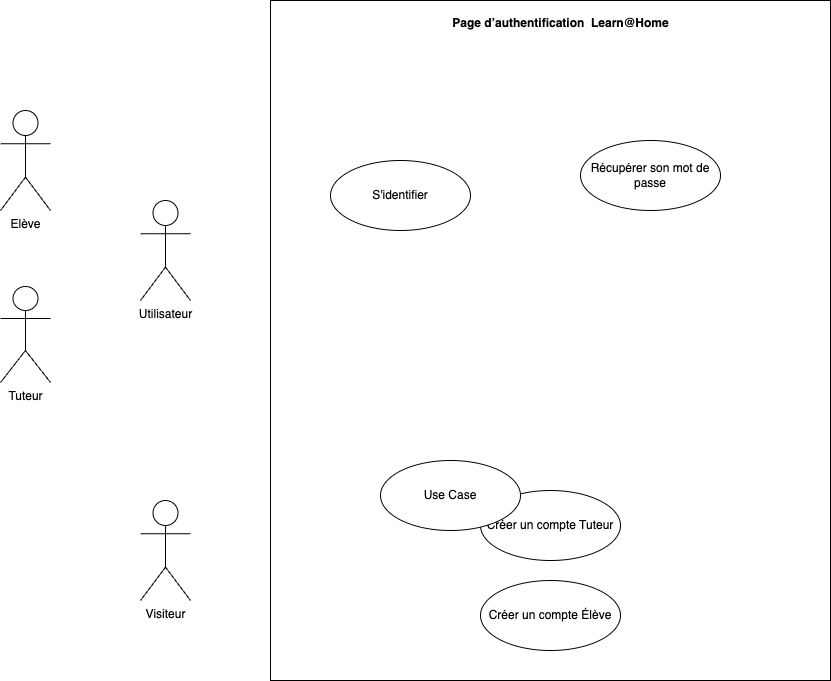 Page d’authentification  Learn@Home
Récupérer son mot de
passe
S'identifier
Elève
Utilisateur
Tuteur
Use Case
Créer un compte Tuteur
Visiteur
Créer un compte Élève